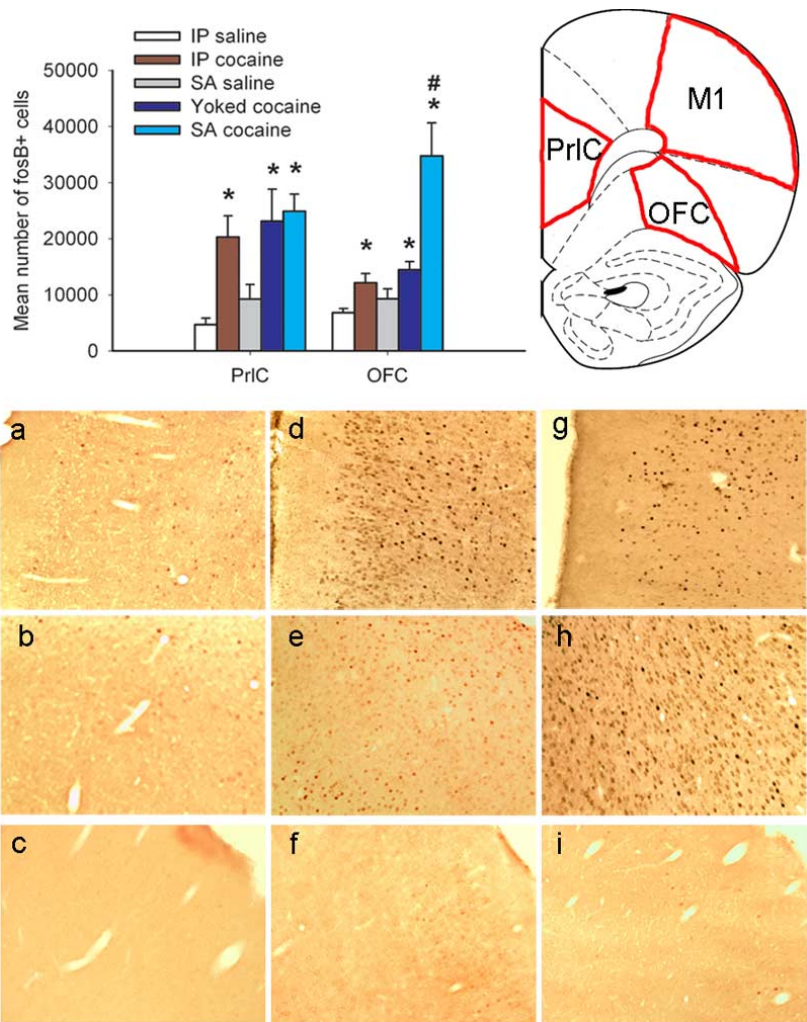 IP saline
IP cocaine
SA saline
Yoked cocaine
SA cocaine
Mean number of fosB+ cells
50000
40000
30000
20000
10000
0
* * *
* * # *
PrlC OFC
M1
PrlC
OFC
a d g
b e h
c f i